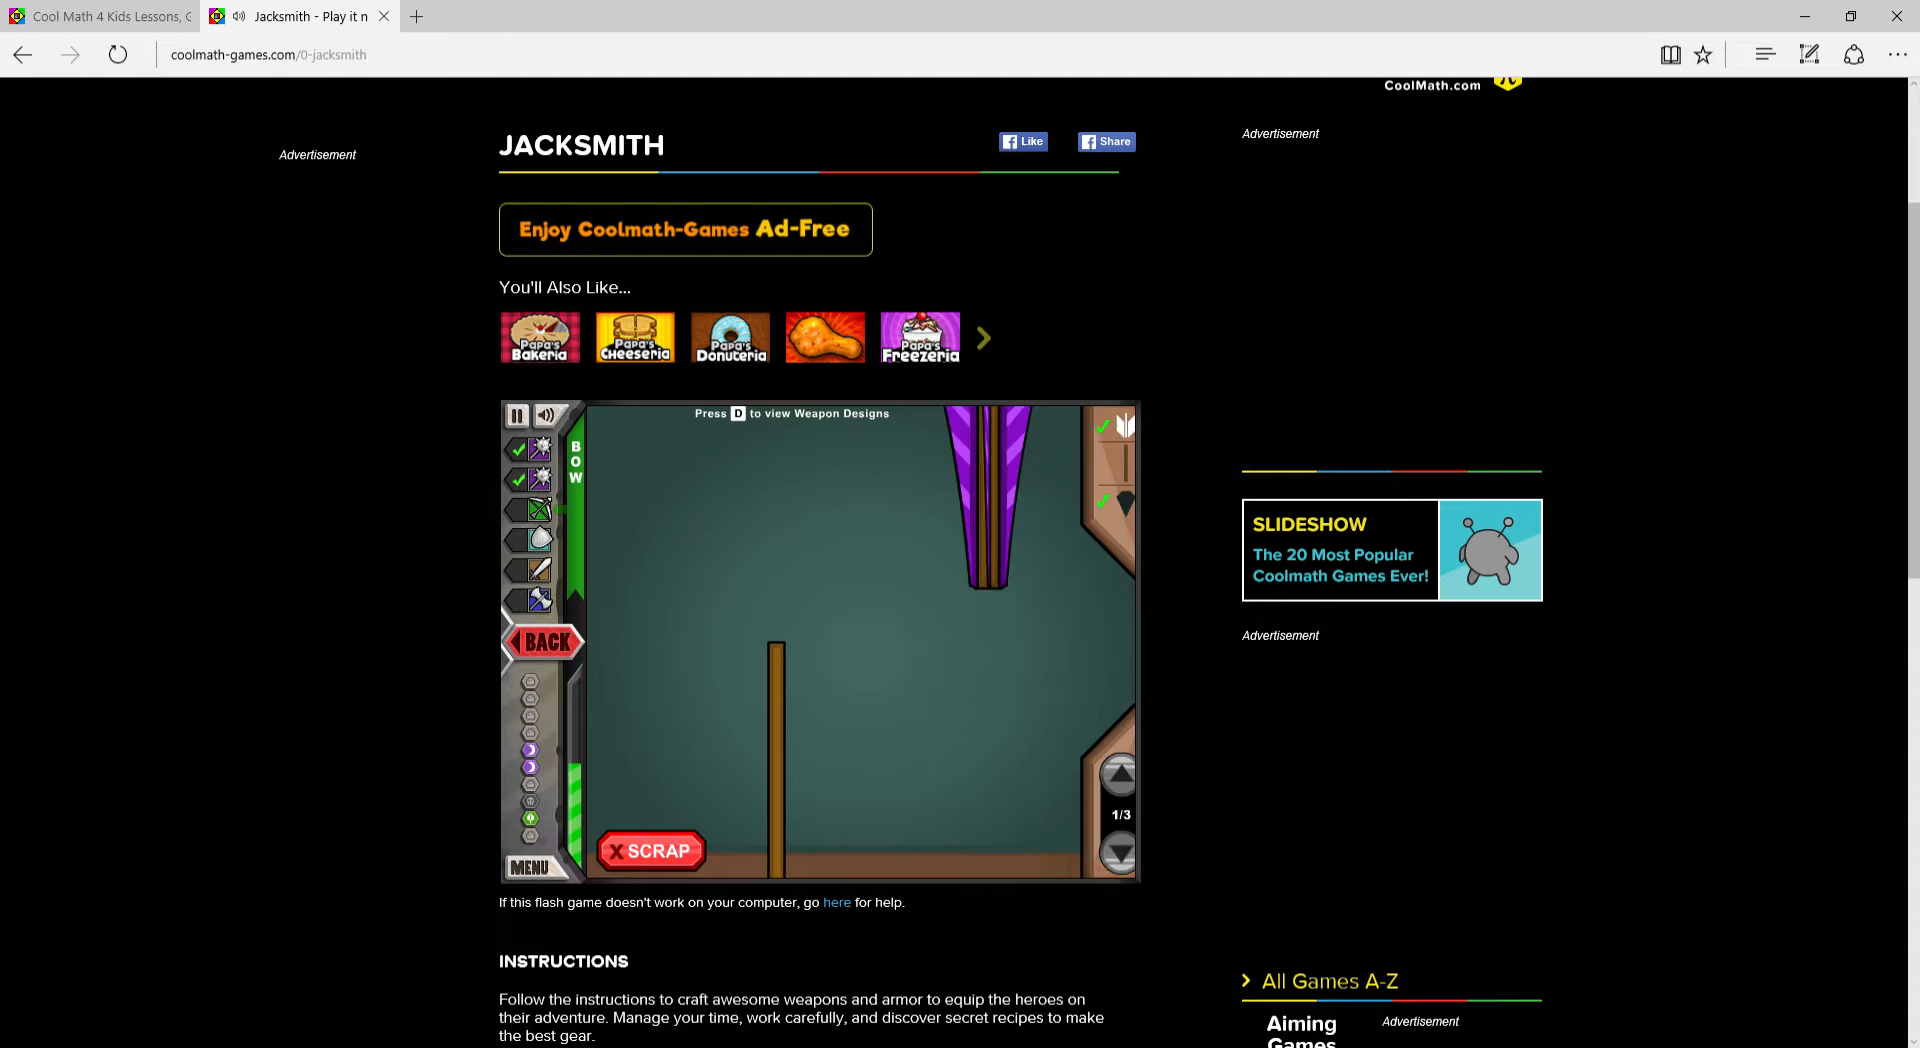 Cool Math 4 Kids Lessons, G
Jacksmith - Play it n
coolmath-games.com/0-jacksmith
CoolMath.com
Advertisement
JACKSMITH
Like
Share
Advertisement
Enjoy Coolmath-Games Ad-Free
You'll Also Like...
Papa's Bakeria
Papa's Cheeseria
Papa's Donuteria
Papa's Freezeria
Press D to view Weapon Designs
BOW
BACK
1/3
X SCRAP
MENU
SLIDESHOW
The 20 Most Popular
Coolmath Games Ever!
Advertisement
If this flash game doesn't work on your computer, go here for help.
INSTRUCTIONS
Follow the instructions to craft awesome weapons and armor to equip the heroes on
their adventure. Manage your time, work carefully, and discover secret recipes to make
the best gear.
All Games A-Z
Aiming
Games
Advertisement